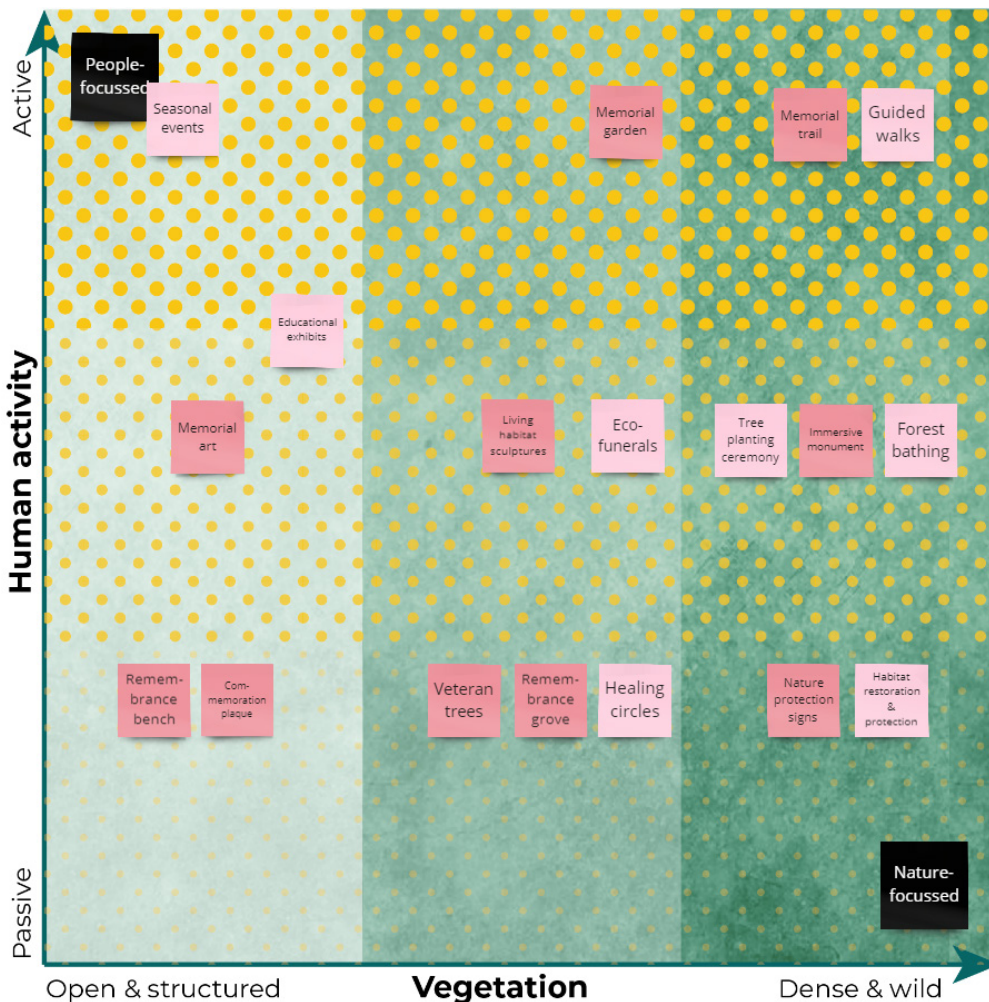 Active
People-
focussed
Seasonal
events
Memorial
garden
Memorial
trail
Guided
walks
Educational
exhibits
Human activity
Memorial
art
Living
habitat
sculptures
Eco-
funerals
Tree
planting
ceremony
Immersive
monument
Forest
bathing
Remem-
brance
bench
Com-
memoration
plaque
Veteran
trees
Remem-
brance
grove
Healing
circles
Nature
protection
signs
Habitat
restoration
&
protection
Nature-
focussed
Passive
Open & structured
Vegetation
Dense & wild